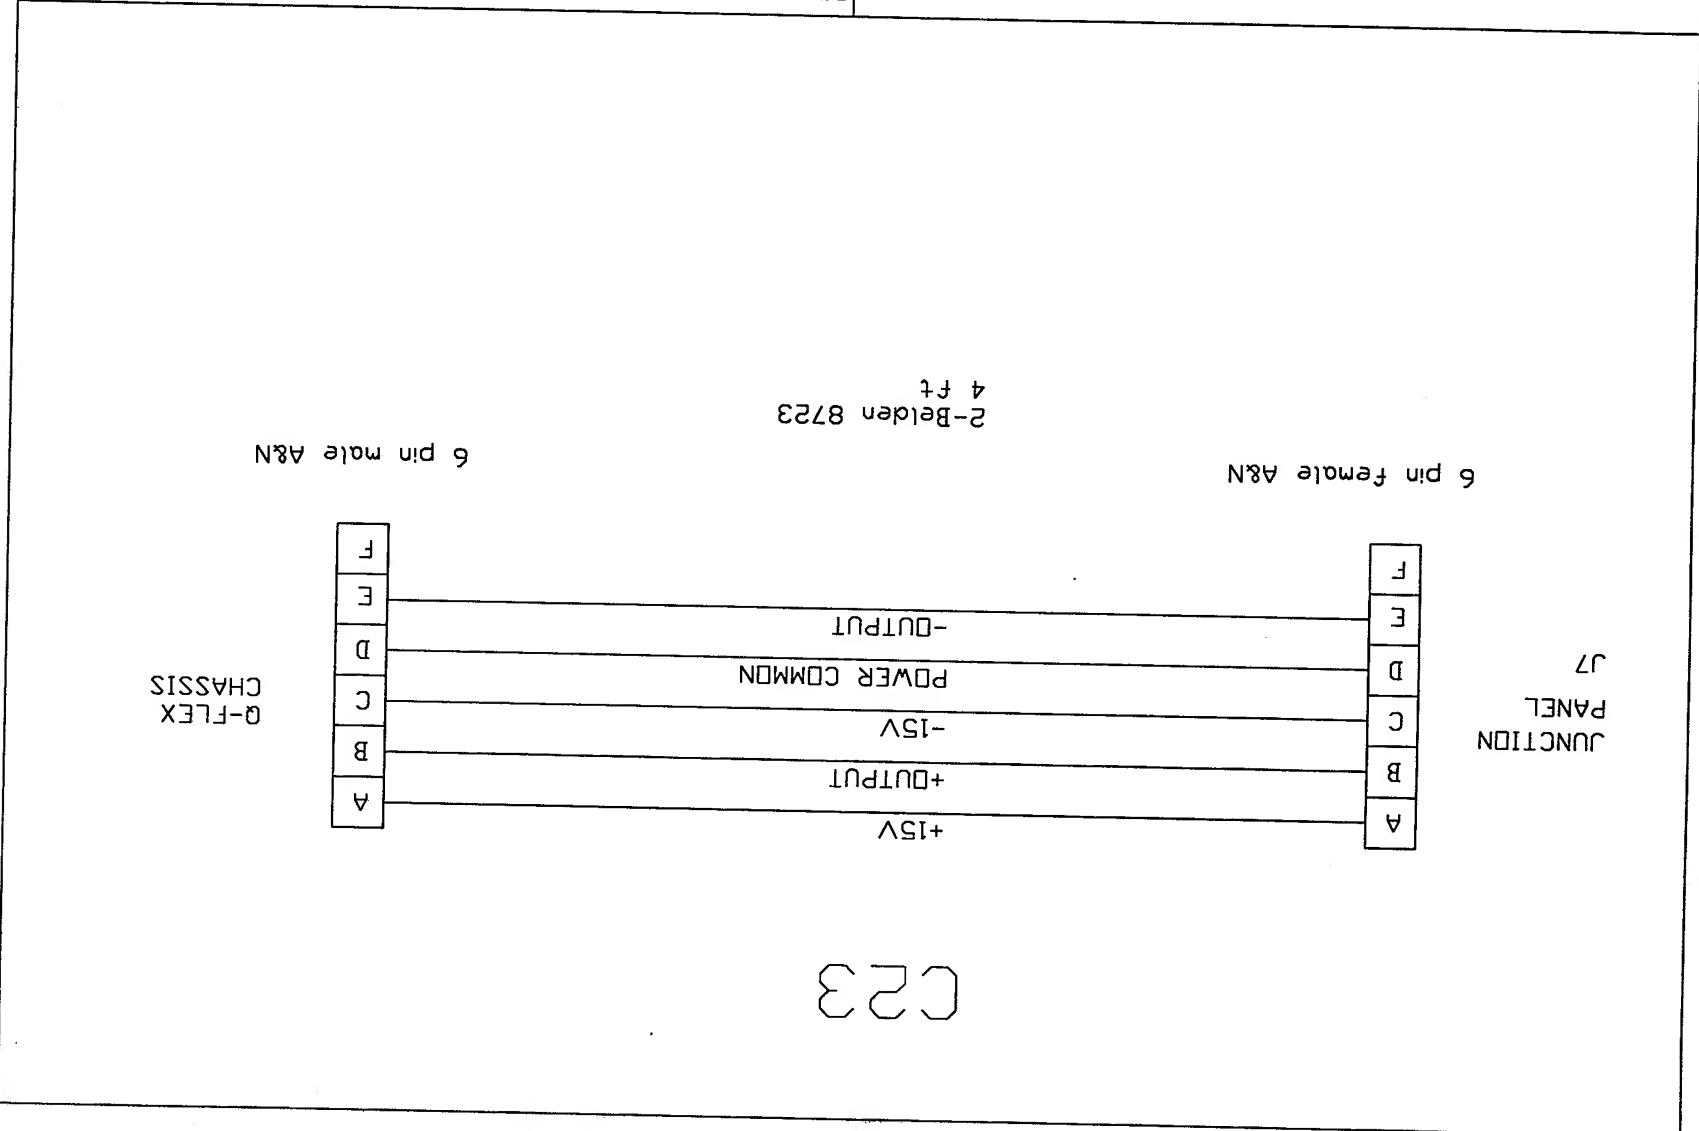 C23
JUNCTION
PANEL
J7
A
B
C
D
E
F
+15V
+OUTPUT
-15V
POWER COMMON
-OUTPUT
A
B
C
D
E
F
Q-FLEX
CHASSIS
6 pin female A&N
6 pin male A&N
2-Belden 8723
4 ft